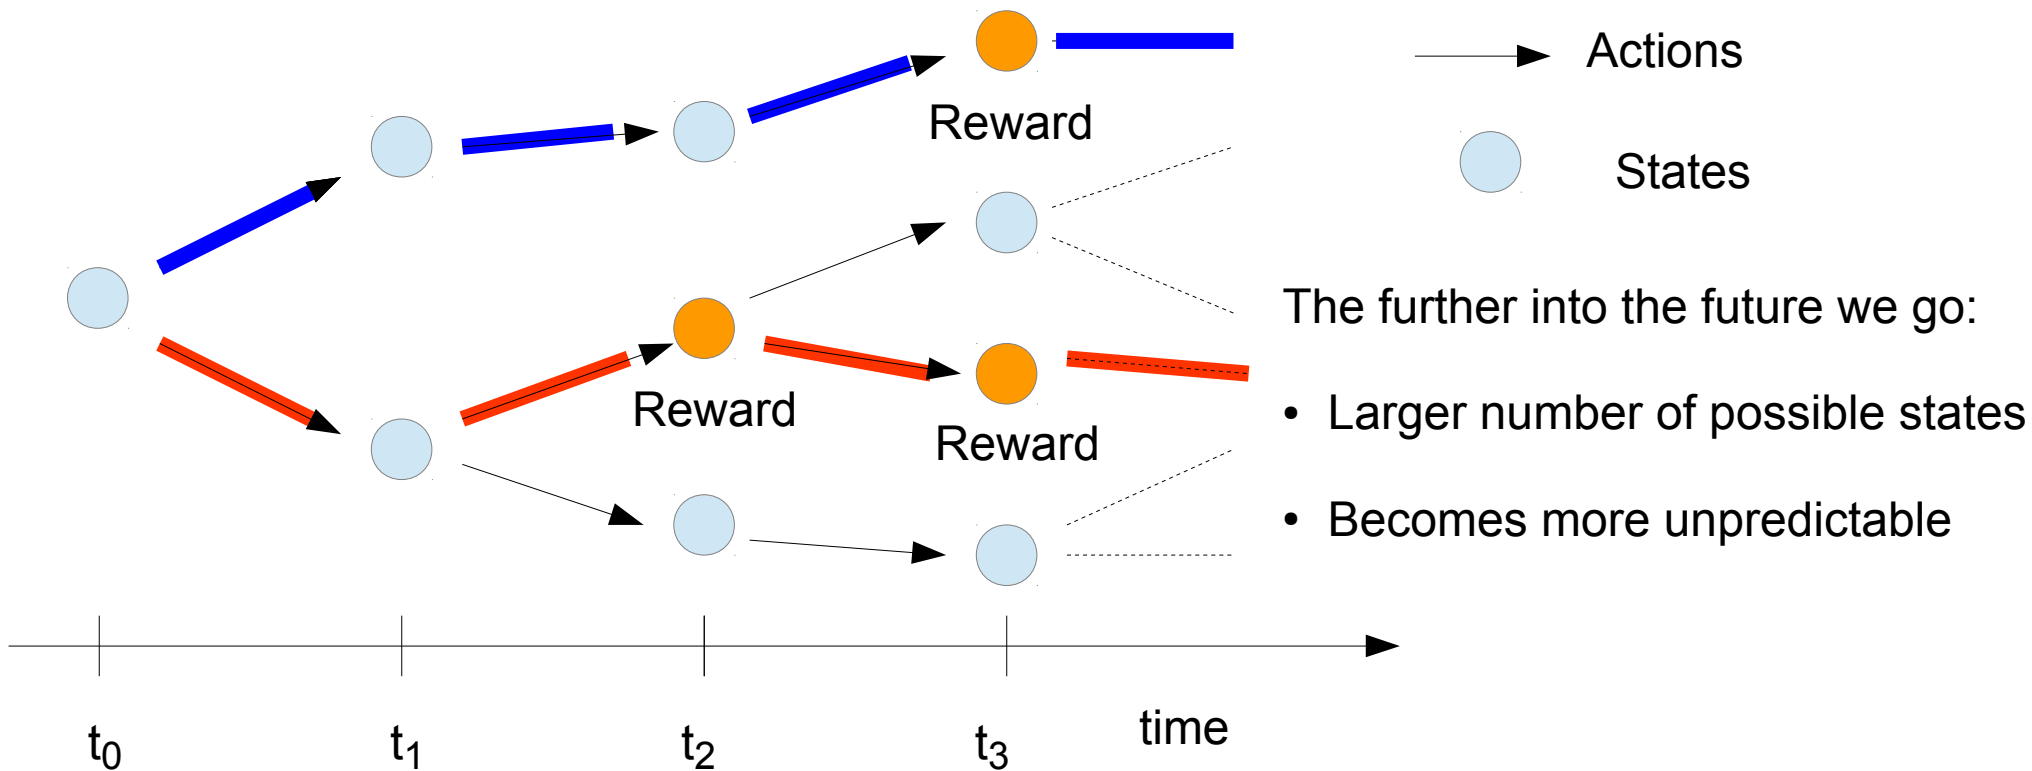 Actions
Reward
States
The further into the future we go:
Reward
• Larger number of possible states
Reward
• Becomes more unpredictable
t0 t1 t2 t3 time